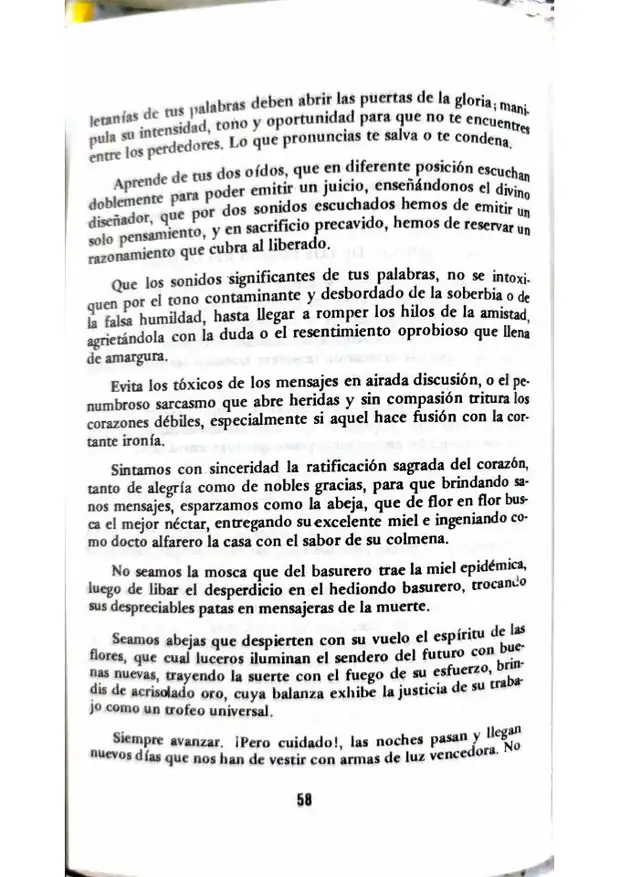 letanías de tus palabras deben abrir las puertas de la gloria; mani-
pula su intensidad, tono y oportunidad para que no te encuentres
entre los perdedores. Lo que pronuncias te salva o te condena.
Aprende de tus dos oídos, que en diferente posición escuchan
doblemente para poder emitir un juicio, enseñándonos el divino
diseñador, que por dos sonidos escuchados hemos de emitir un
solo pensamiento, y en sacrificio precavido, hemos de reservar un
razonamiento que cubra al liberado.
Que los sonidos significantes de tus palabras, no se intoxi-
quen por el tono contaminante y desbordado de la soberbia o de
la falsa humildad, hasta llegar a romper los hilos de la amistad,
agrietándola con la duda o el resentimiento oprobioso que llena
de amargura.
Evita los tóxicos de los mensajes en airada discusión, o el pe-
numbroso sarcasmo que abre heridas y sin compasión tritura los
corazones débiles, especialmente si aquel hace fusión con la cor-
tante ironía.
Sintamos con sinceridad la ratificación sagrada del corazón,
tanto de alegría como de nobles gracias, para que brindando sa-
nos mensajes, esparzamos como la abeja, que de flor en flor bus-
ca el mejor néctar, entregando su excelente miel e ingeniando co-
mo docto alfarero la casa con el sabor de su colmena.
No seamos la mosca que del basurero trae la miel epidémica,
luego de libar el desperdicio en el hediondo basurero, trocando
sus despreciables patas en mensajeras de la muerte.
Seamos abejas que despierten con su vuelo el espíritu de las
flores, que cual luceros iluminan el sendero del futuro con bue-
nas nuevas, trayendo la suerte con el fuego de su esfuerzo, brin-
dis de acrisolado oro, cuya balanza exhibe la justicia de su traba-
jo como un trofeo universal.
Siempre avanzar. ¡Pero cuidado!, las noches pasan y llegan
nuevos días que nos han de vestir con armas de luz vencedora. No
58